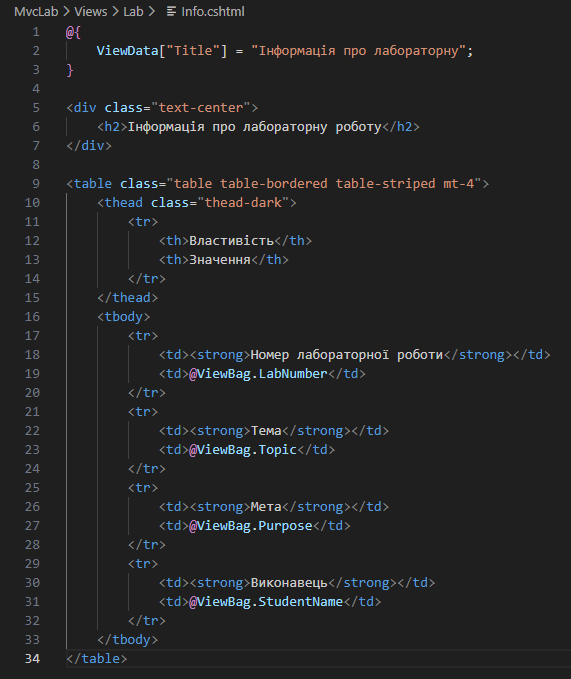 MvcLab > Views > Lab > Info.cshtml
1 @{
2     ViewData["Title"] = "Інформація про лабораторну";
3 }
4
5 <div class="text-center">
6     <h2>Інформація про лабораторну роботу</h2>
7 </div>
8
9 <table class="table table-bordered table-striped mt-4">
10     <thead class="thead-dark">
11         <tr>
12             <th>Властивість</th>
13             <th>Значення</th>
14         </tr>
15     </thead>
16     <tbody>
17         <tr>
18             <td><strong>Номер лабораторної роботи</strong></td>
19             <td>@ViewBag.LabNumber</td>
20         </tr>
21         <tr>
22             <td><strong>Тема</strong></td>
23             <td>@ViewBag.Topic</td>
24         </tr>
25         <tr>
26             <td><strong>Мета</strong></td>
27             <td>@ViewBag.Purpose</td>
28         </tr>
29         <tr>
30             <td><strong>Виконавець</strong></td>
31             <td>@ViewBag.StudentName</td>
32         </tr>
33     </tbody>
34 </table>